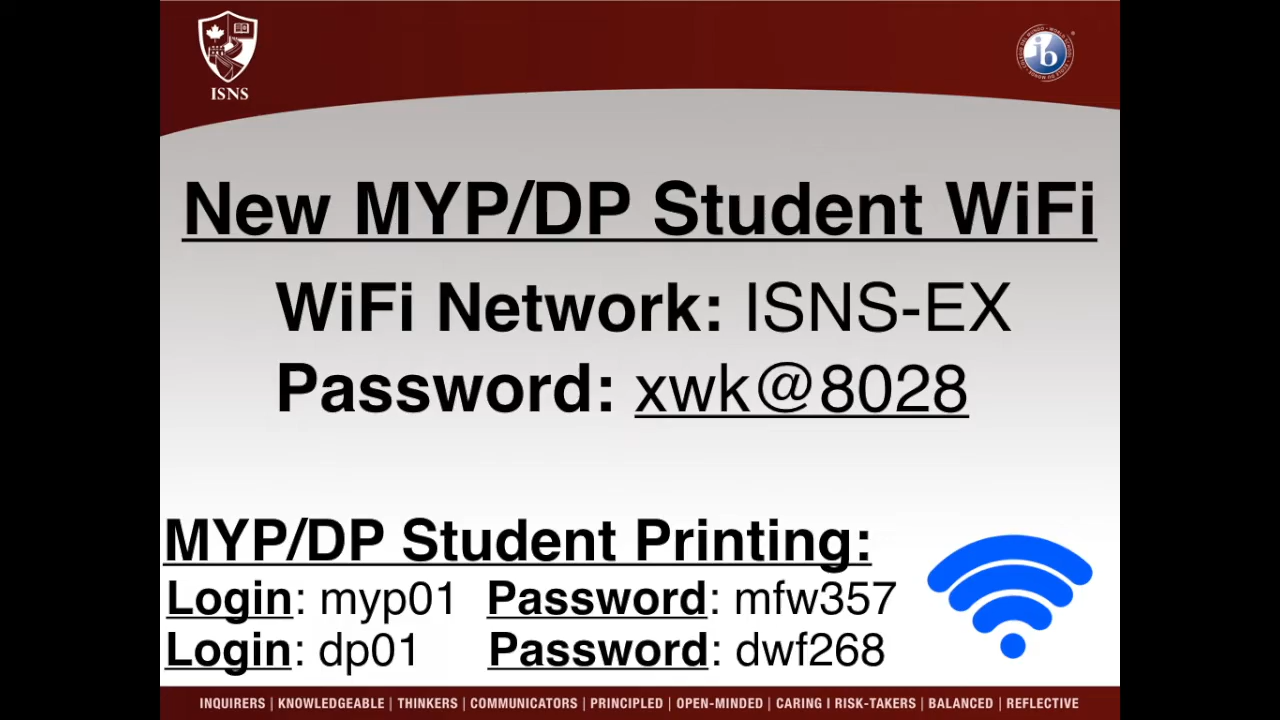 ISNS
ib
New MYP/DP Student WiFi
WiFi Network: ISNS-EX
Password: xwk@8028
MYP/DP Student Printing:
Login: myp01 Password: mfw357
Login: dp01 Password: dwf268
INQUIRERS | KNOWLEDGEABLE | THINKERS | COMMUNICATORS | PRINCIPLED | OPEN-MINDED | CARING I RISK-TAKERS | BALANCED | REFLECTIVE